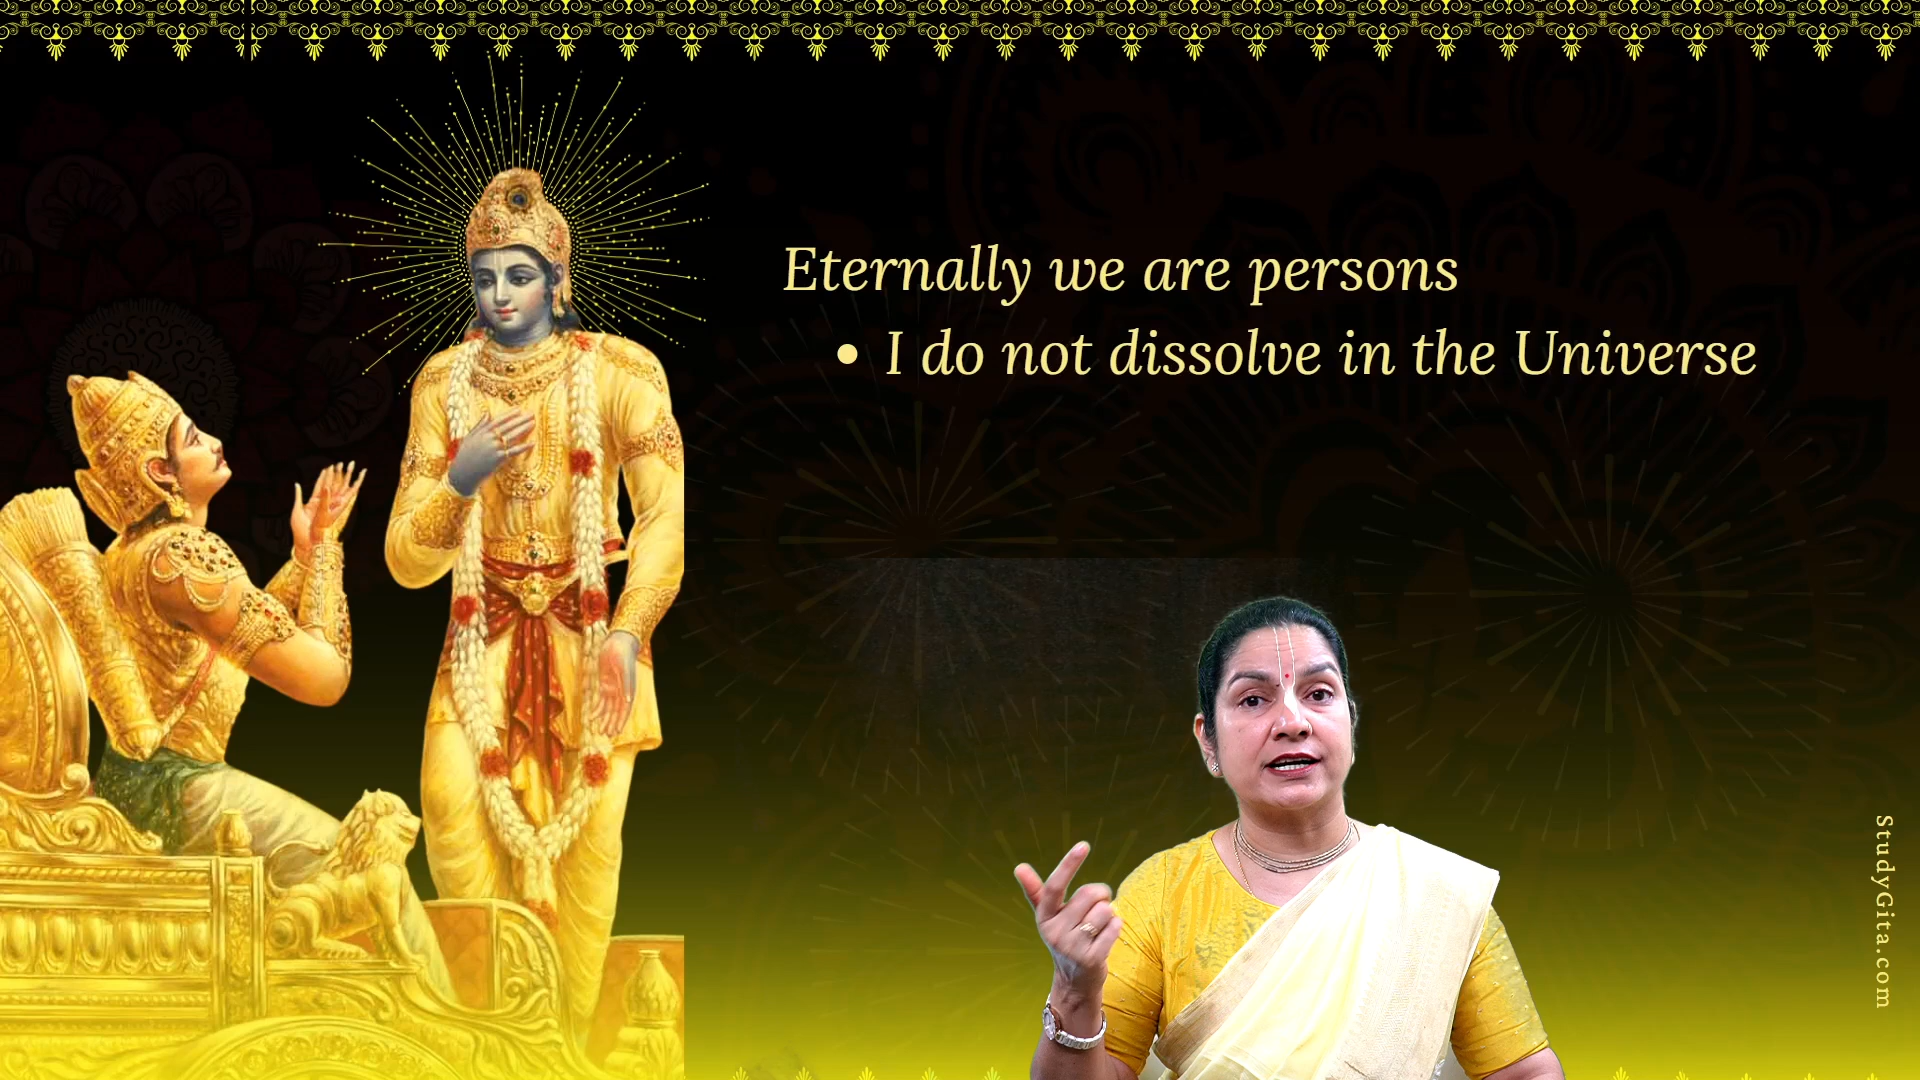 Eternally we are persons
• I do not dissolve in the Universe
StudyGita.com